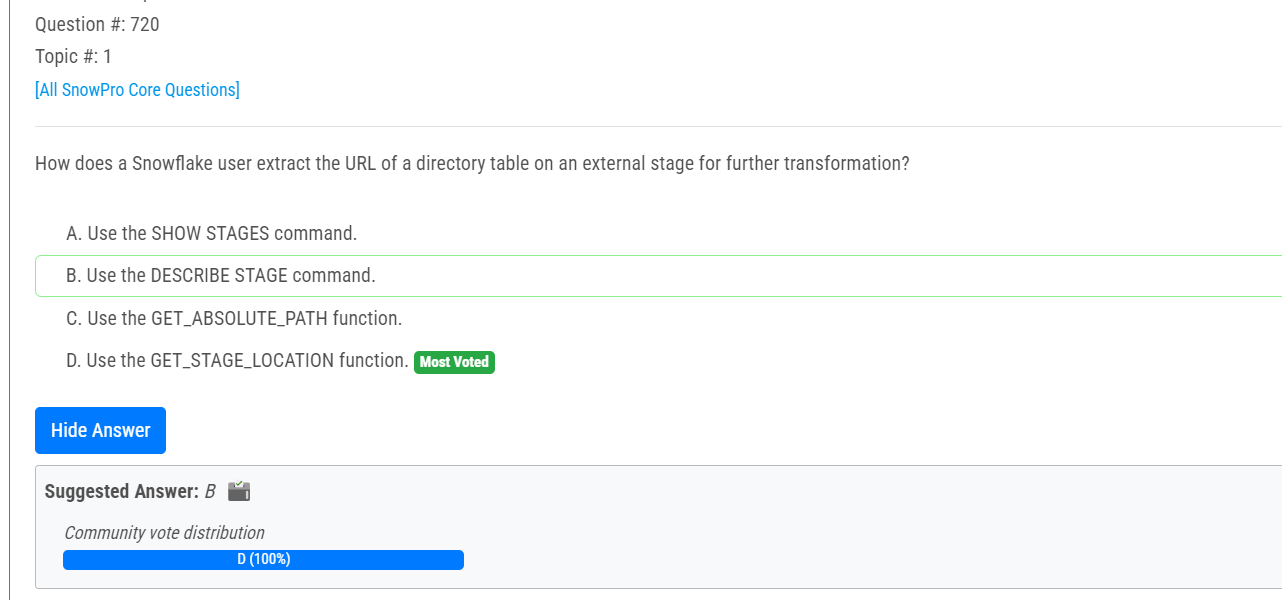 Question #: 720
Topic #: 1
[All SnowPro Core Questions]
How does a Snowflake user extract the URL of a directory table on an external stage for further transformation?
A. Use the SHOW STAGES command.
B. Use the DESCRIBE STAGE command.
C. Use the GET_ABSOLUTE_PATH function.
D. Use the GET_STAGE_LOCATION function. Most Voted
Hide Answer
Suggested Answer: B
Community vote distribution
D (100%)